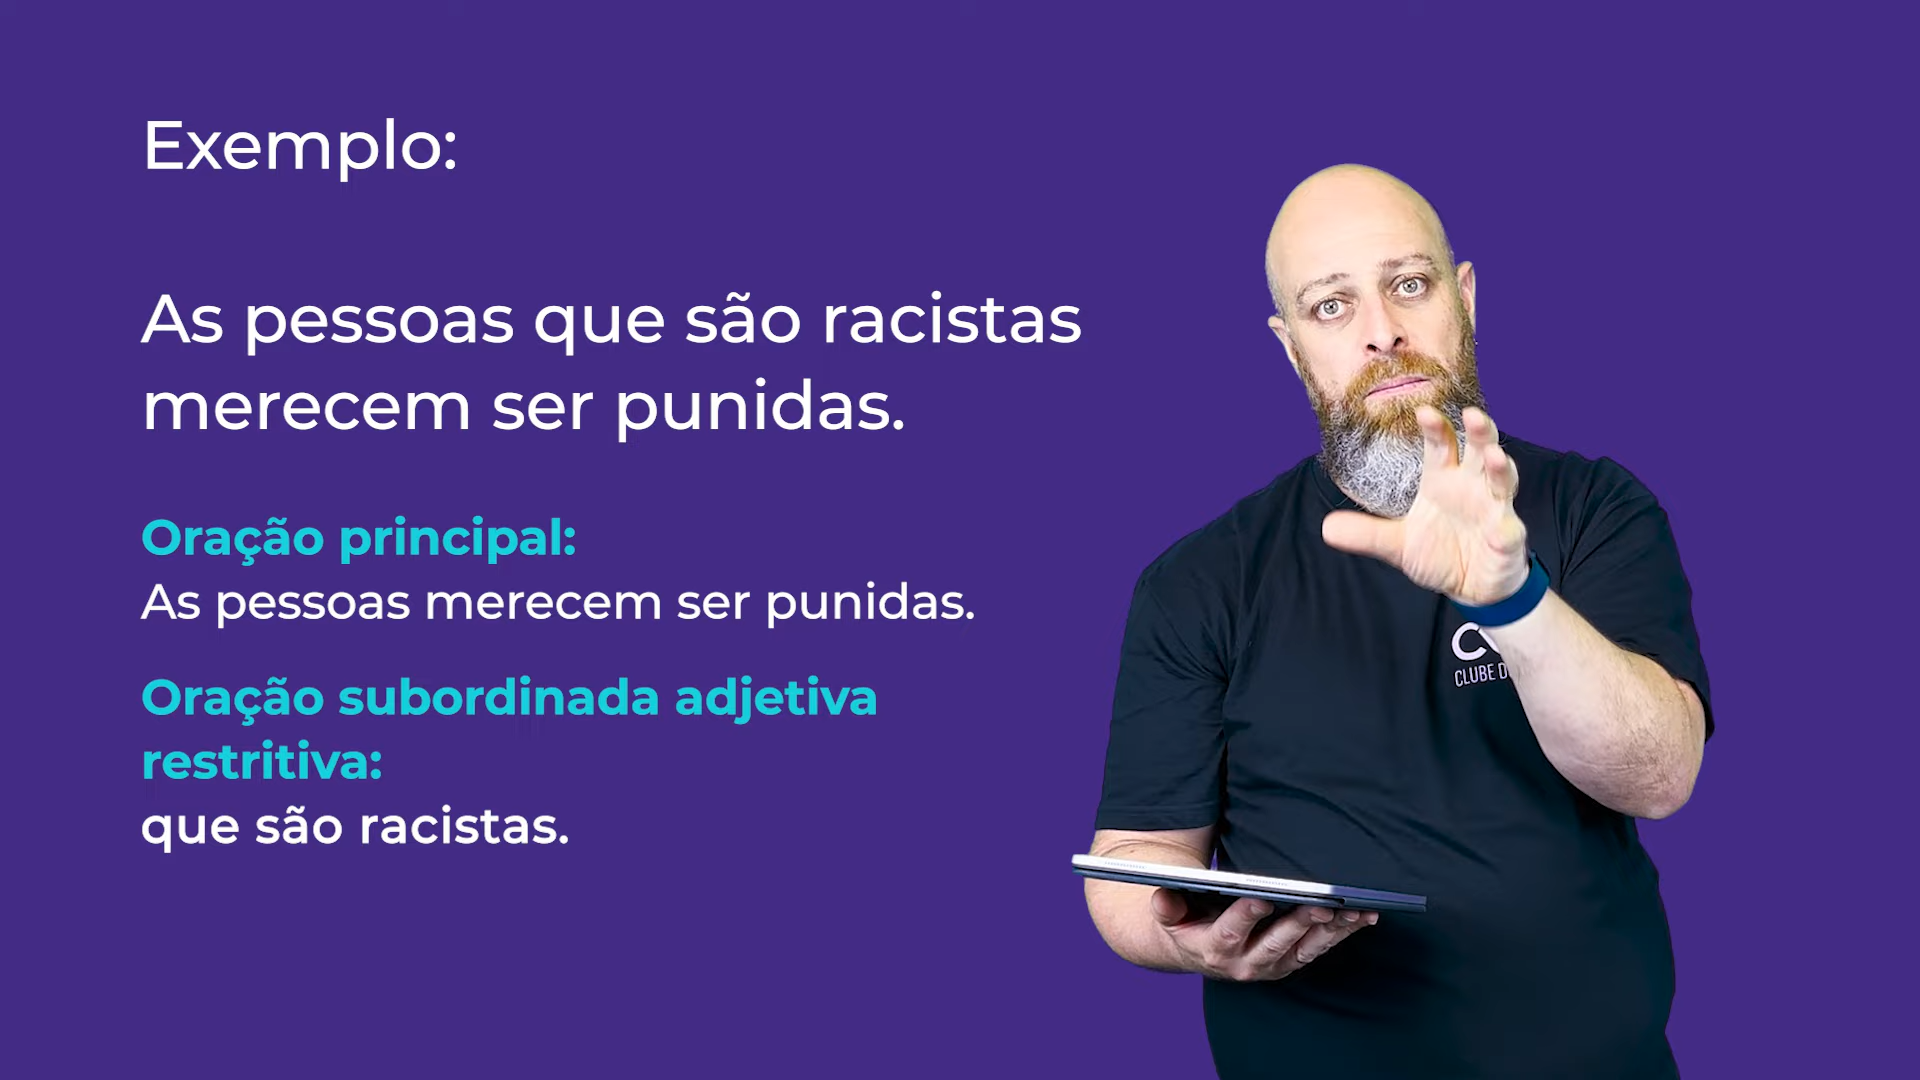 Exemplo:
As pessoas que são racistas
merecem ser punidas.
Oração principal:
As pessoas merecem ser punidas.
Oração subordinada adjetiva
restritiva:
que são racistas.
CLUBE